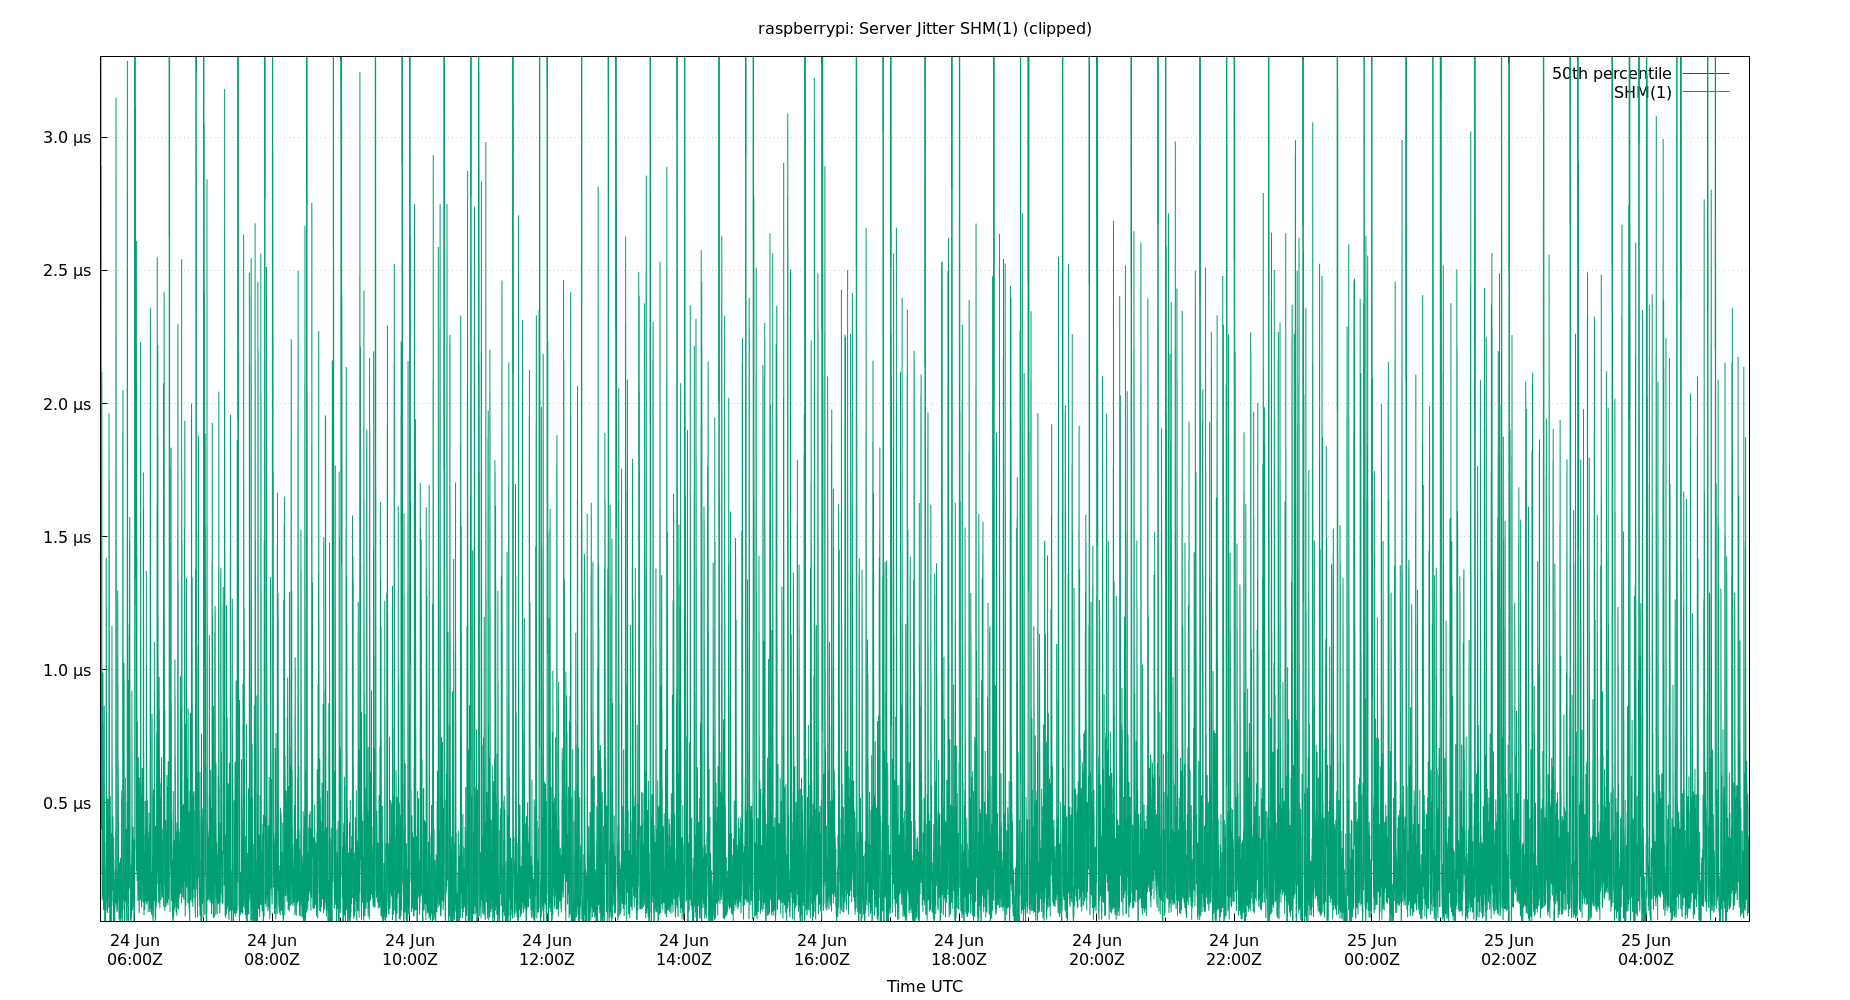 raspberrypi: Server Jitter SHM(1) (clipped)
50th percentile
SHM(1)
3.0 µs
2.5 µs
2.0 µs
1.5 µs
1.0 µs
0.5 µs
24 Jun 24 Jun 24 Jun 24 Jun 24 Jun 24 Jun 24 Jun 24 Jun 24 Jun 25 Jun 25 Jun 25 Jun
06:00Z 08:00Z 10:00Z 12:00Z 14:00Z 16:00Z 18:00Z 20:00Z 22:00Z 00:00Z 02:00Z 04:00Z
Time UTC